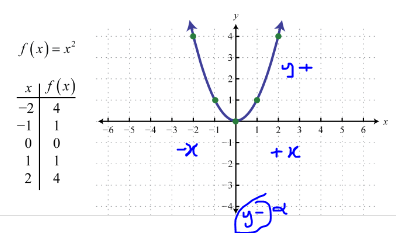 f(x) = x²
x f(x)
−2 4
−1 1
0 0
1 1
2 4
y
4
3
2
1
−6 −5 −4 −3 −2 −1 1 2 3 4 5 6 x
−1
−2
−3
−4
y+
−x +x
y−